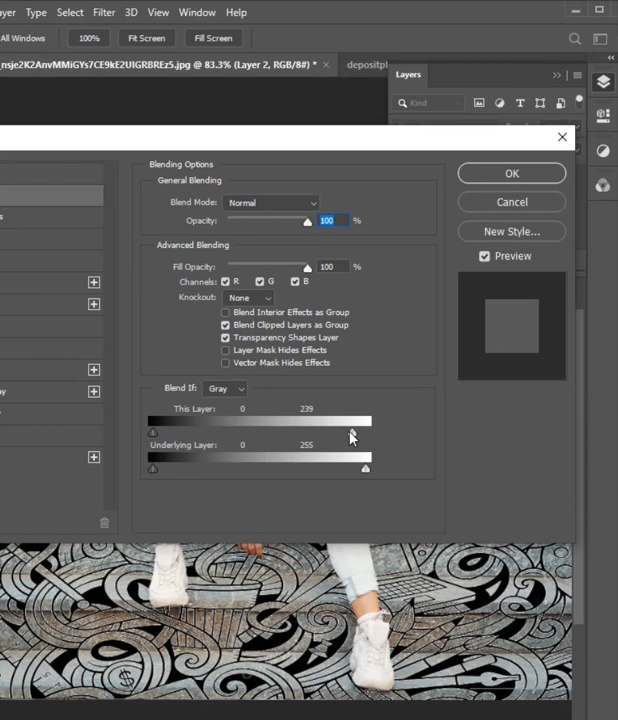 ayer Type Select Filter 3D View Window Help
All Windows 100% Fit Screen Fill Screen
_nsje2K2AnvMMiGYs7CE9kE2UIGRBREz5.jpg @ 83.3% (Layer 2, RGB/8#) * × depositph
Layers
Kind
Blending Options
General Blending
Blend Mode: Normal
Opacity: 100 %
Advanced Blending
Fill Opacity: 100 %
Channels: R G B
Knockout: None
Blend Interior Effects as Group
Blend Clipped Layers as Group
Transparency Shapes Layer
Layer Mask Hides Effects
Vector Mask Hides Effects
Blend If: Gray
This Layer: 0 239
Underlying Layer: 0 255
OK
Cancel
New Style...
Preview
s
ay